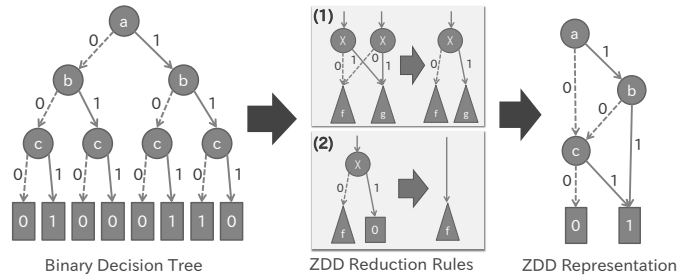 a
0 1
b b
0 1 0 1
c c c c
0 1 0 1 0 1 0 1
0 1 0 0 0 1 1 0
Binary Decision Tree
(1)
X X X
0 1 0 1 0 1
f g f g
(2)
X
0 1
f 0 f
ZDD Reduction Rules
a
1
0 b
0
c 1
0 1
0 1
ZDD Representation